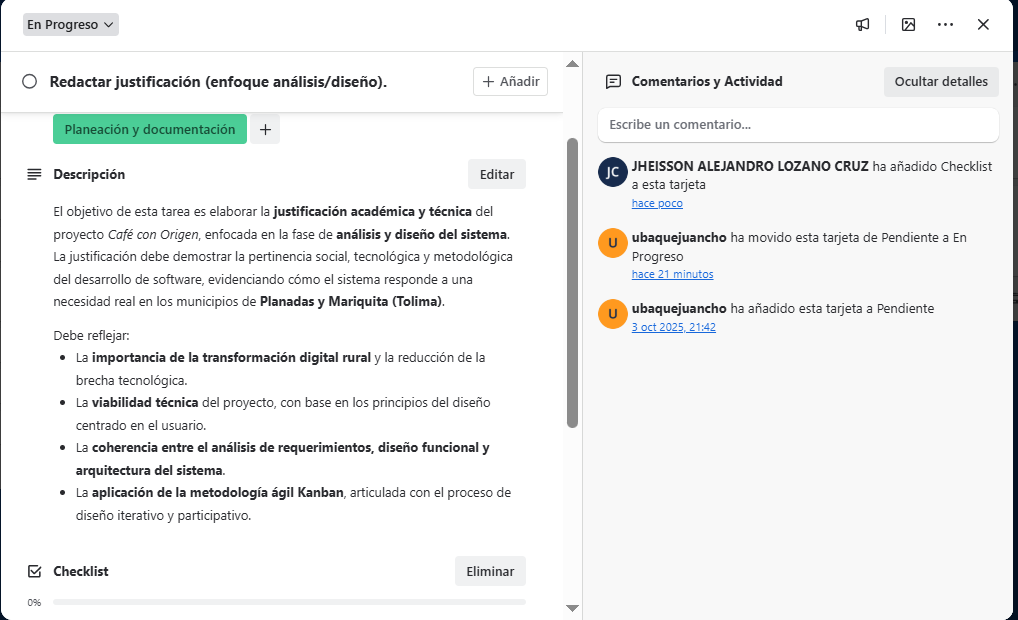 En Progreso
Redactar justificación (enfoque análisis/diseño).
Añadir
Planeación y documentación
Descripción
Editar
El objetivo de esta tarea es elaborar la justificación académica y técnica del
proyecto Café con Origen, enfocada en la fase de análisis y diseño del sistema.
La justificación debe demostrar la pertinencia social, tecnológica y metodológica
del desarrollo de software, evidenciando cómo el sistema responde a una
necesidad real en los municipios de Planadas y Mariquita (Tolima).
Debe reflejar:
• La importancia de la transformación digital rural y la reducción de la
brecha tecnológica.
• La viabilidad técnica del proyecto, con base en los principios del diseño
centrado en el usuario.
• La coherencia entre el análisis de requerimientos, diseño funcional y
arquitectura del sistema.
• La aplicación de la metodología ágil Kanban, articulada con el proceso de
diseño iterativo y participativo.
Checklist
Eliminar
0%
Comentarios y Actividad
Ocultar detalles
Escribe un comentario...
JC
JHEISSON ALEJANDRO LOZANO CRUZ ha añadido Checklist
a esta tarjeta
hace poco
U
ubaquejuancho ha movido esta tarjeta de Pendiente a En
Progreso
hace 21 minutos
U
ubaquejuancho ha añadido esta tarjeta a Pendiente
3 oct 2025, 21:42